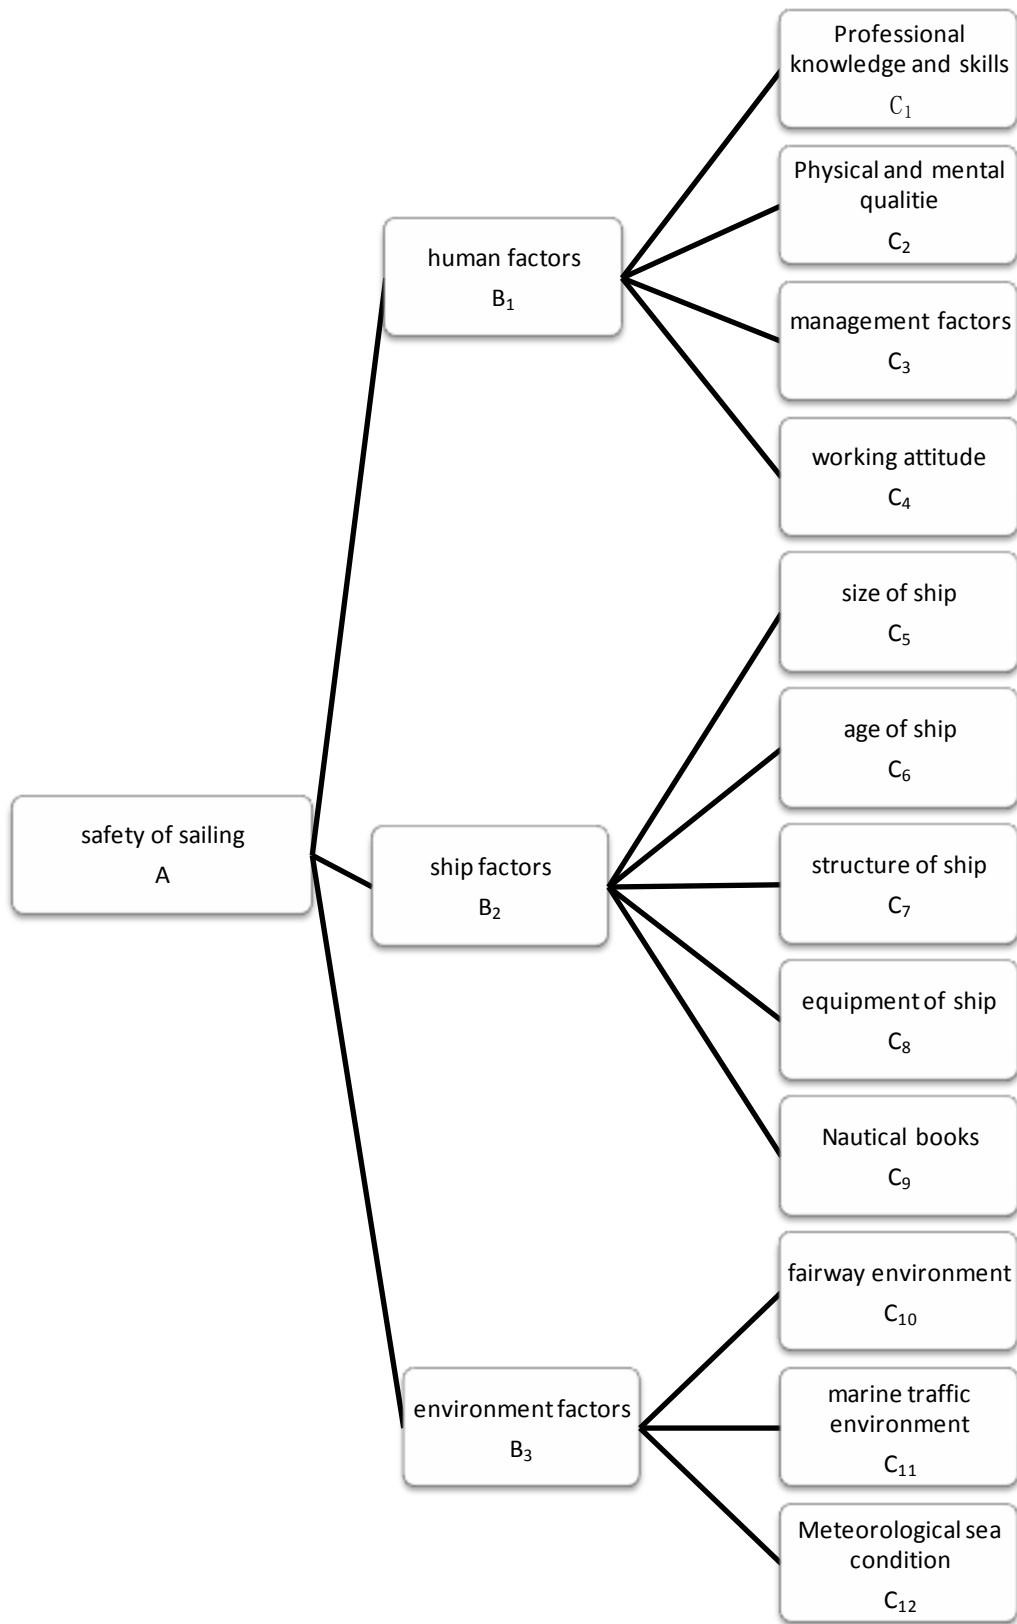 Professional
knowledge and skills
C₁
Physical and mental
qualitie
C₂
human factors
B₁
management factors
C₃
working attitude
C₄
size of ship
C₅
age of ship
C₆
safety of sailing
A
ship factors
B₂
structure of ship
C₇
equipment of ship
C₈
Nautical books
C₉
fairway environment
C₁₀
environment factors
B₃
marine traffic
environment
C₁₁
Meteorological sea
condition
C₁₂